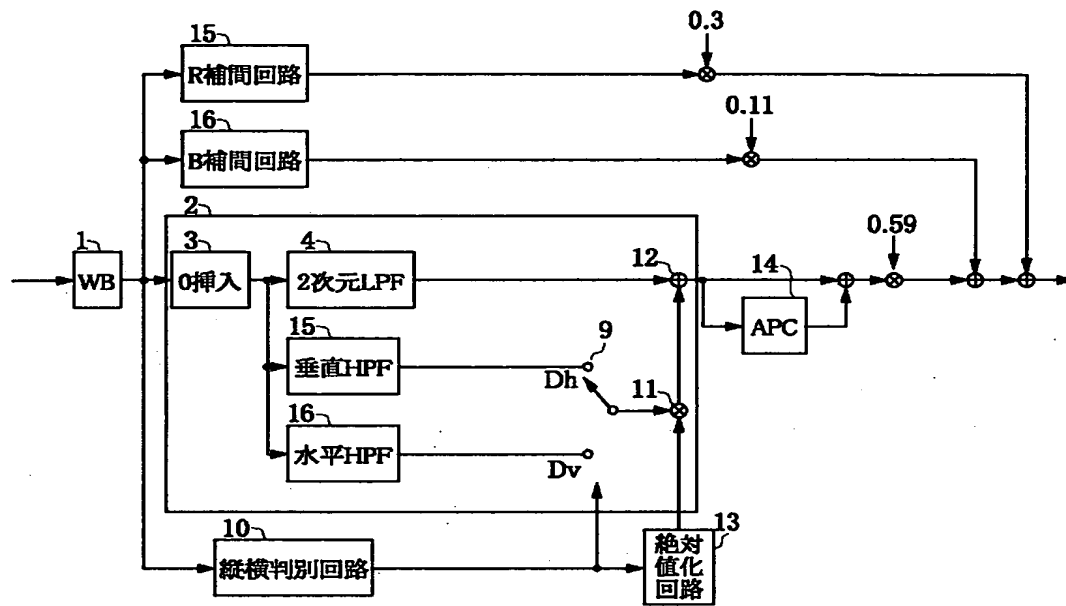 15
0.3
R補間回路
16
0.11
B補間回路
2
0.59
1
3
4
12
14
WB
0挿入
2次元LPF
APC
15
9
垂直HPF
Dh
11
16
水平HPF
Dv
10
13
縦横判別回路
絶対
値化
回路